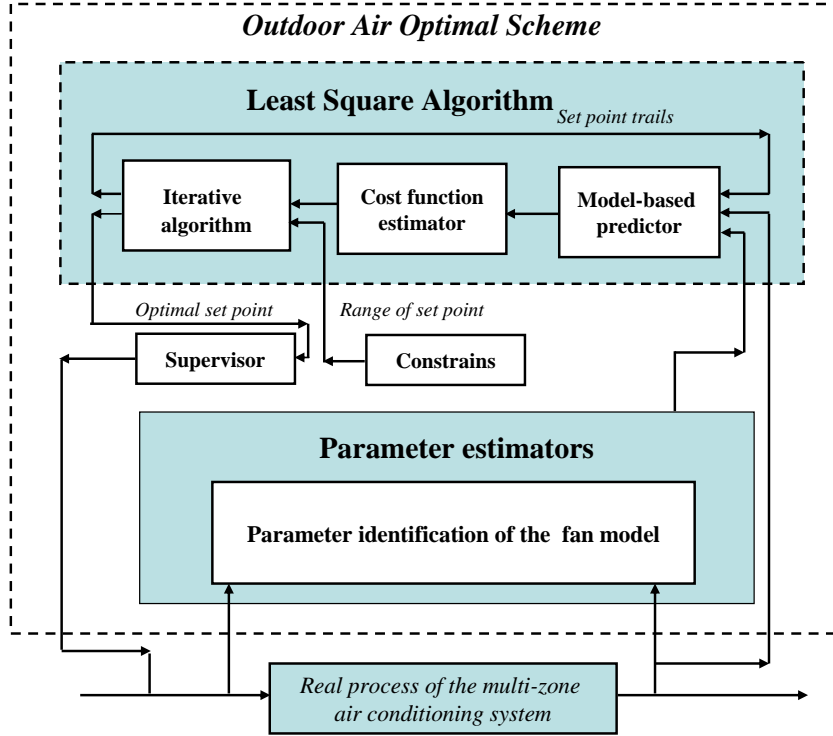 Outdoor Air Optimal Scheme
Least Square Algorithm
Set point trails
Iterative
algorithm
Cost function
estimator
Model-based
predictor
Optimal set point
Range of set point
Supervisor
Constrains
Parameter estimators
Parameter identification of the fan model
Real process of the multi-zone
air conditioning system